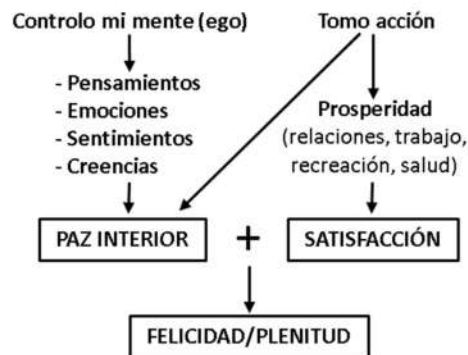 Controlo mi mente (ego)
Tomo acción
- Pensamientos
- Emociones
- Sentimientos
- Creencias
Prosperidad
(relaciones, trabajo,
recreación, salud)
PAZ INTERIOR + SATISFACCIÓN
FELICIDAD/PLENITUD